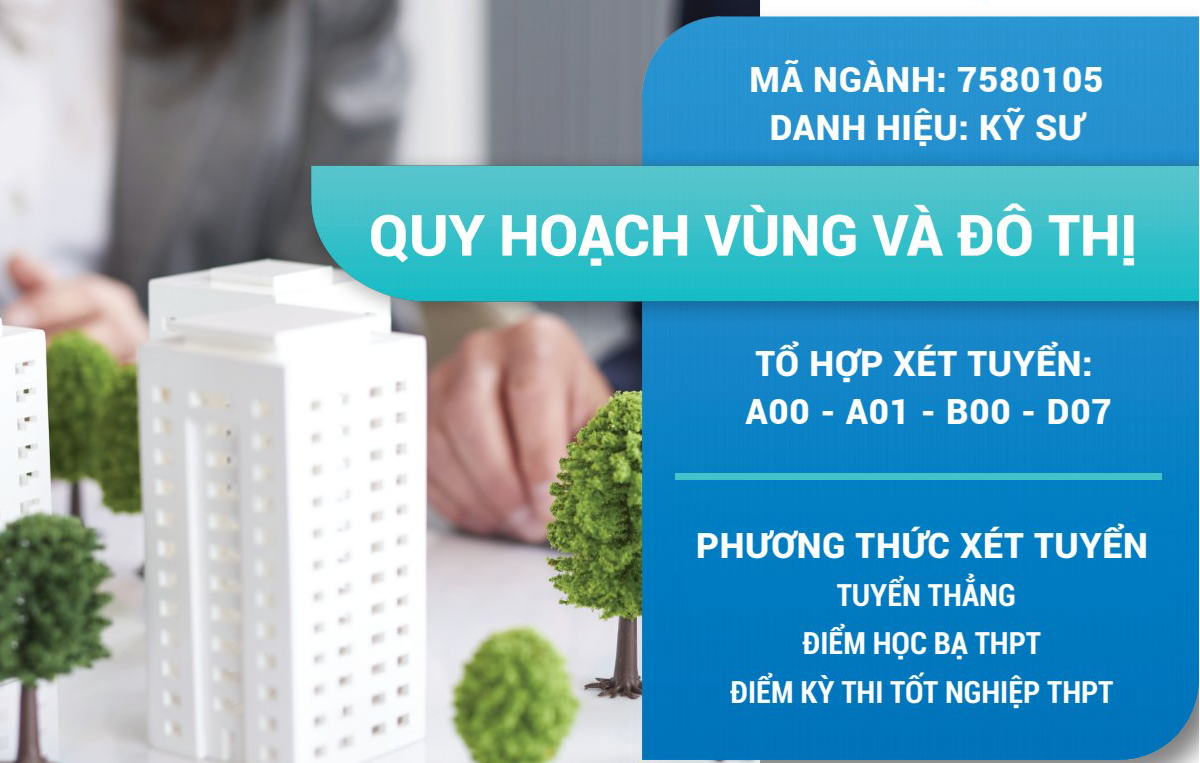 MÃ NGÀNH: 7580105
DANH HIỆU: KỸ SƯ
QUY HOẠCH VÙNG VÀ ĐÔ THỊ
TỔ HỢP XÉT TUYỂN:
A00 - A01 - B00 - D07
PHƯƠNG THỨC XÉT TUYỂN
TUYỂN THẲNG
ĐIỂM HỌC BẠ THPT
ĐIỂM KỲ THI TỐT NGHIỆP THPT